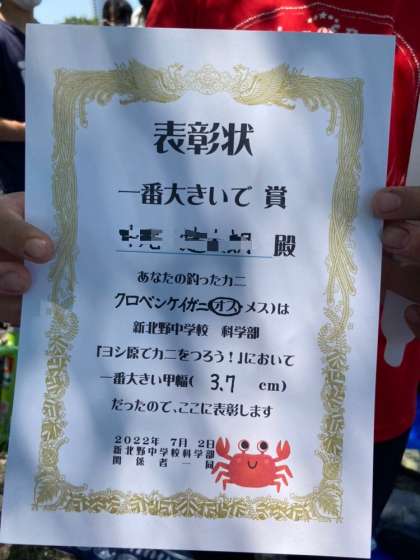 表彰状
一番大きいで賞
殿
あなたの釣ったカニ
クロベンケイガニ(オス メス)は
新北野中学校 科学部
「ヨシ原でカニをつろう!」において
一番大きい甲幅( 3.7 cm)
だったので、ここに表彰します
2022年 7月 2日
新北野中学校科学部
関係者一同